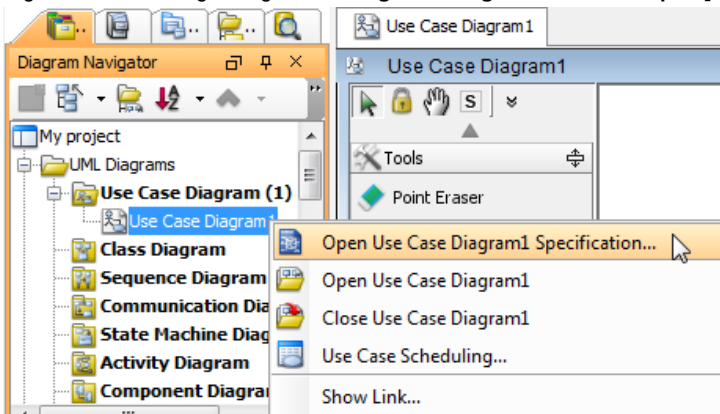 Use Case Diagram1
Diagram Navigator
Use Case Diagram1
S
My project
UML Diagrams
Tools
Use Case Diagram (1)
Point Eraser
Use Case Diagram1
Class Diagram
Open Use Case Diagram1 Specification...
Sequence Diagram
Open Use Case Diagram1
Communication Dia
Close Use Case Diagram1
State Machine Diag
Use Case Scheduling...
Activity Diagram
Component Diagra
Show Link...